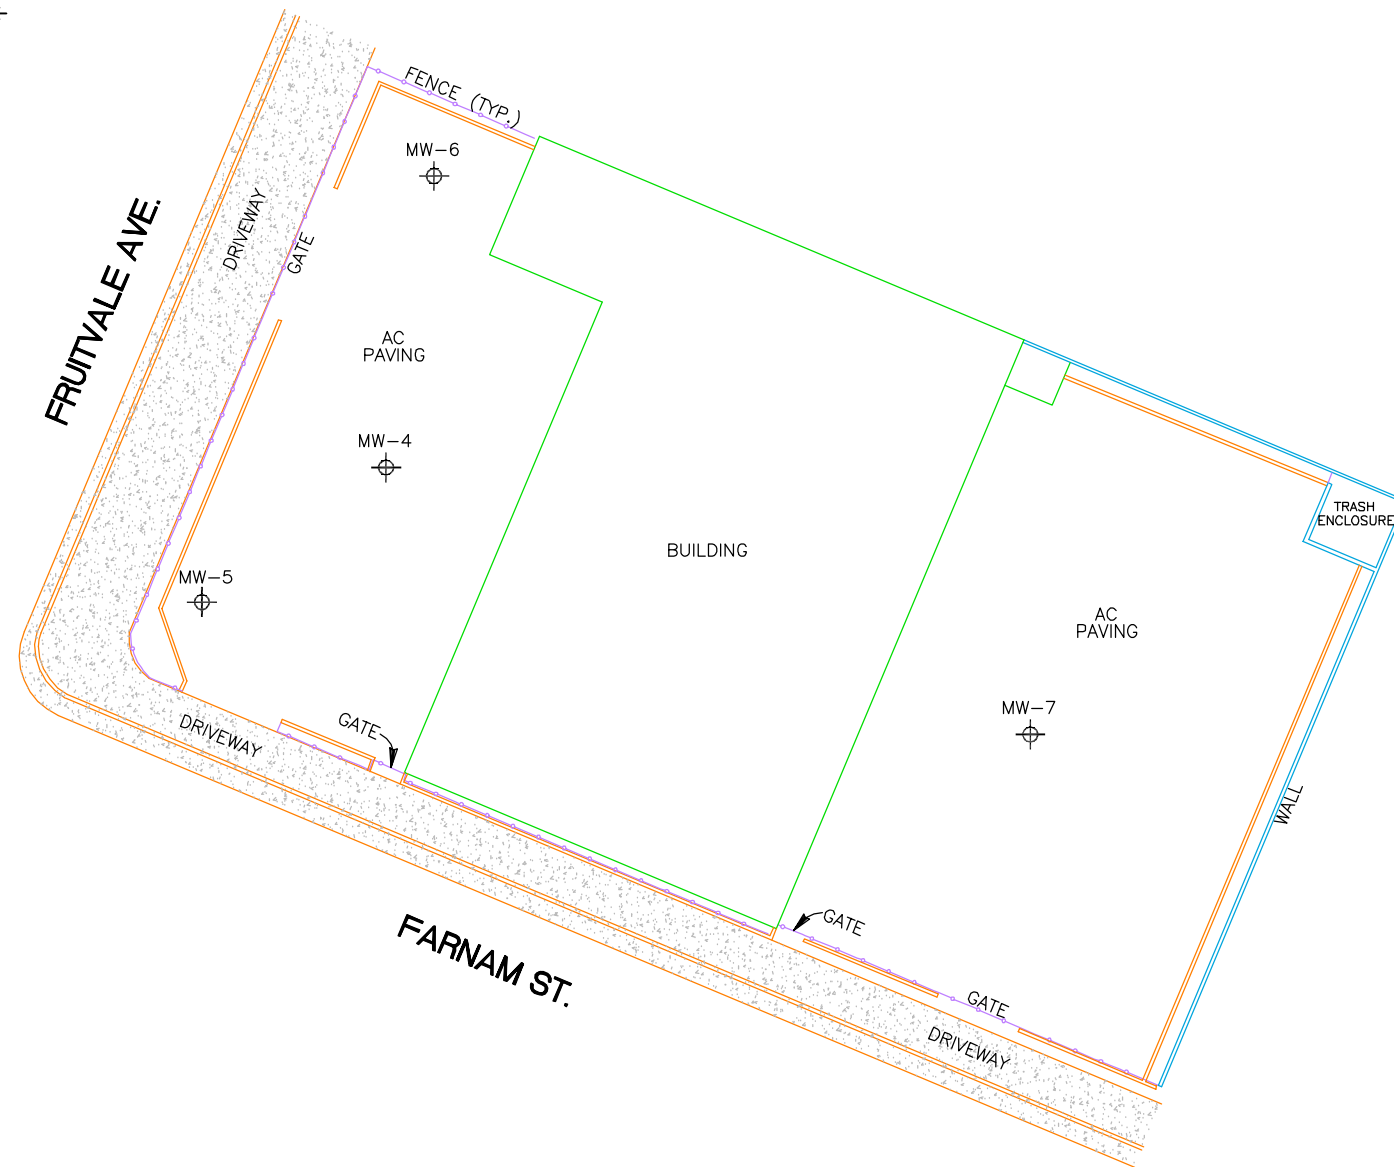 FENCE (TYP.)
MW-6
DRIVEWAY
GATE
FRUITVALE AVE.
AC
PAVING
MW-4
TRASH
ENCLOSURE
BUILDING
MW-5
AC
PAVING
MW-7
GATE
DRIVEWAY
WALL
GATE
FARNAM ST.
GATE
DRIVEWAY